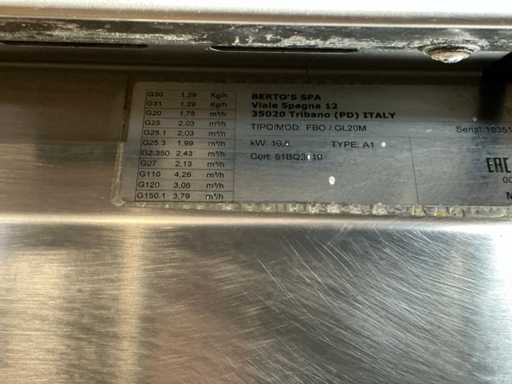 G30 1,29 Kg/h
G31 1,29 Kg/h
G20 1,75 m³/h
G25 2,03 m³/h
G25.1 2,03 m³/h
G25.3 1,99 m³/h
G2.350 2,43 m³/h
G27 2,13 m³/h
G110 4,26 m³/h
G120 3,06 m³/h
G150.1 3,79 m³/h
BERTO'S SPA
Viale Spagna 12
35020 Tribano (PD) ITALY
TIPO/MOD: FBO / GL20M
kW: TYPE: A1
Cert:
EAC